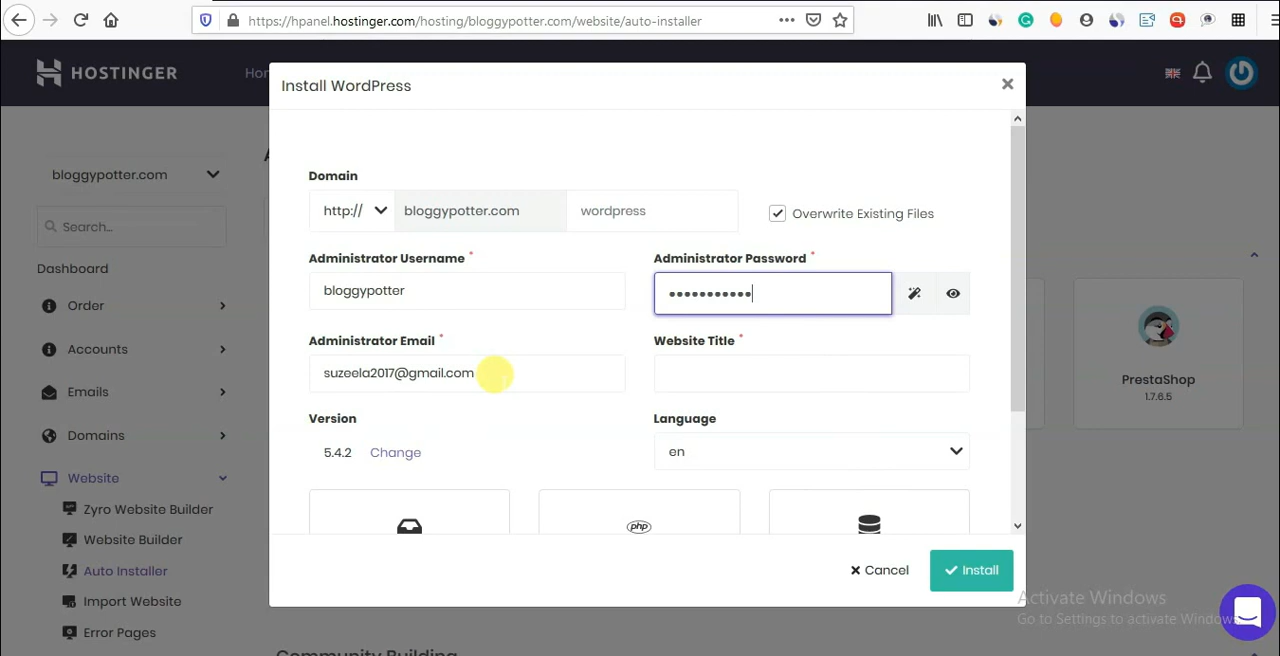 https://hpanel.hostinger.com/hosting/bloggypotter.com/website/auto-installer
HOSTINGER
Install WordPress
bloggypotter.com
Search...
Dashboard
Order
Accounts
Emails
Domains
Website
Zyro Website Builder
Website Builder
Auto Installer
Import Website
Error Pages
Domain
http://
bloggypotter.com
wordpress
Overwrite Existing Files
Administrator Username *
Administrator Password *
bloggypotter
•••••••••••
Administrator Email *
Website Title *
suzeela2017@gmail.com
Version
Language
5.4.2 Change
en
php
Cancel
Install
PrestaShop
1.7.6.5
Activate Windows
Go to Settings to activate Windows.